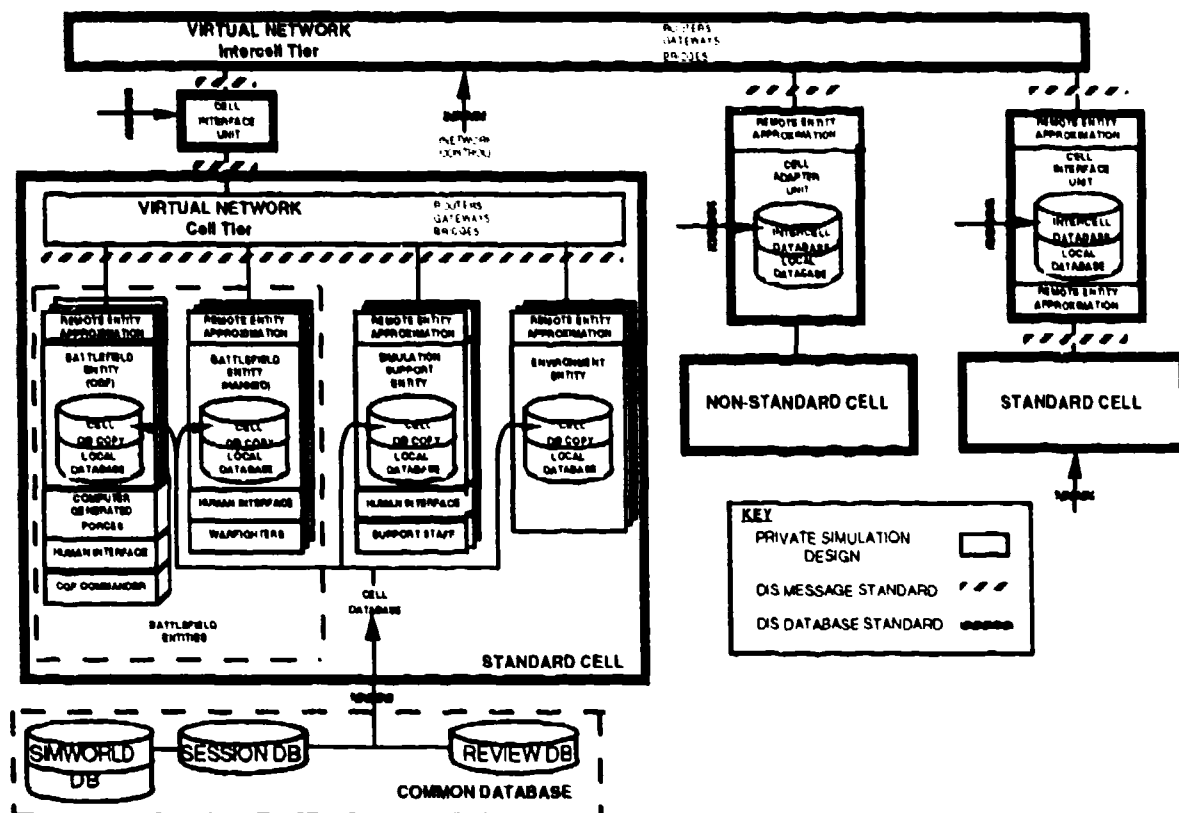 VIRTUAL NETWORK
Intercell Tier
ROUTERS
GATEWAYS
BRIDGES
CELL
INTERFACE
UNIT
NETWORK
CONTROL
REMOTE ENTITY
APPROXIMATION
CELL
ADAPTER
UNIT
INTERCELL
DATABASE
LOCAL
DATABASE
REMOTE ENTITY
APPROXIMATION
CELL
INTERFACE
UNIT
INTERCELL
DATABASE
LOCAL
DATABASE
REMOTE ENTITY
APPROXIMATION
VIRTUAL NETWORK
Cell Tier
ROUTERS
GATEWAYS
BRIDGES
REMOTE ENTITY
APPROXIMATION
BATTLEFIELD
ENTITY
CELL
DB COPY
LOCAL
DATABASE
COMPUTER
GENERATED
FORCES
HUMAN INTERFACE
CGF COMMANDER
REMOTE ENTITY
APPROXIMATION
BATTLEFIELD
ENTITY
(MANNED)
CELL
DB COPY
LOCAL
DATABASE
HUMAN INTERFACE
WARFIGHTERS
REMOTE ENTITY
APPROXIMATION
SIMULATION
SUPPORT
ENTITY
CELL
DB COPY
LOCAL
DATABASE
HUMAN INTERFACE
SUPPORT STAFF
REMOTE ENTITY
APPROXIMATION
ENVIRONMENT
ENTITY
CELL
DB COPY
LOCAL
DATABASE
BATTLEFIELD
ENTITIES
CELL
DATABASE
STANDARD CELL
NON-STANDARD CELL
STANDARD CELL
KEY
PRIVATE SIMULATION
DESIGN
DIS MESSAGE STANDARD
DIS DATABASE STANDARD
SIMWORLD
DB
SESSION DB
REVIEW DB
COMMON DATABASE